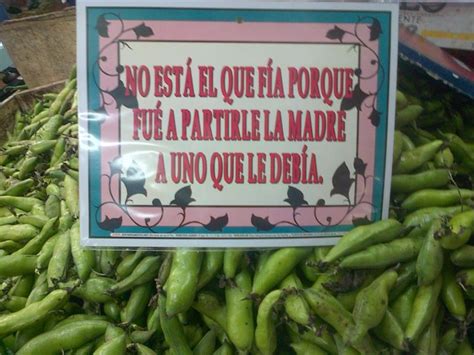 NO ESTÁ EL QUE FÍA PORQUE
FUÉ A PARTIRLE LA MADRE
A UNO QUE LE DEBÍA.